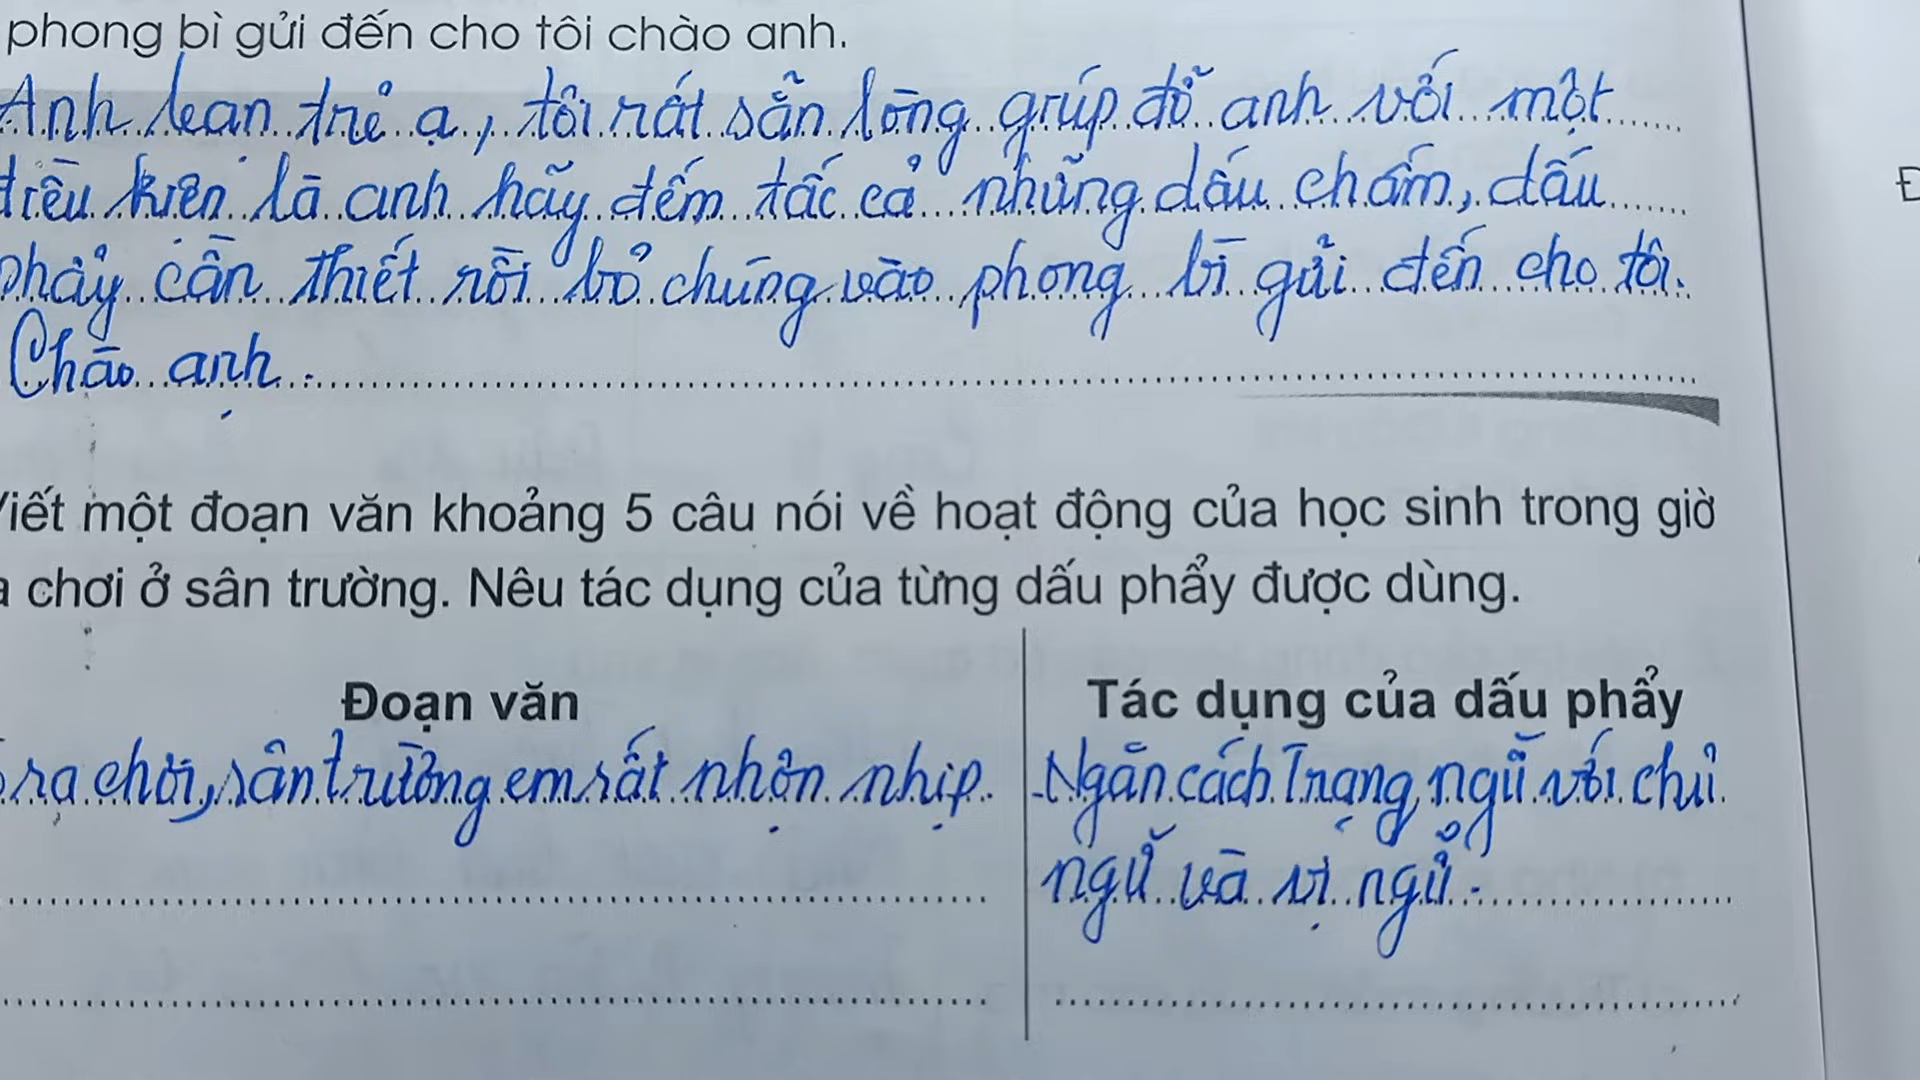 phong bì gửi đến cho tôi chào anh.
Anh bạn trẻ ạ, tôi rất sẵn lòng giúp đỡ anh với một
điều kiện là anh hãy đếm tất cả những dấu chấm, dấu
phảy cần thiết rồi bỏ chúng vào phong bì gửi đến cho tôi.
Chào anh.
Viết một đoạn văn khoảng 5 câu nói về hoạt động của học sinh trong giờ
chơi ở sân trường. Nêu tác dụng của từng dấu phẩy được dùng.
Đoạn văn
Tác dụng của dấu phẩy
ra chơi, sân trường em rất nhộn nhịp.
Ngăn cách Trạng ngữ với chủ
ngữ và vị ngữ.